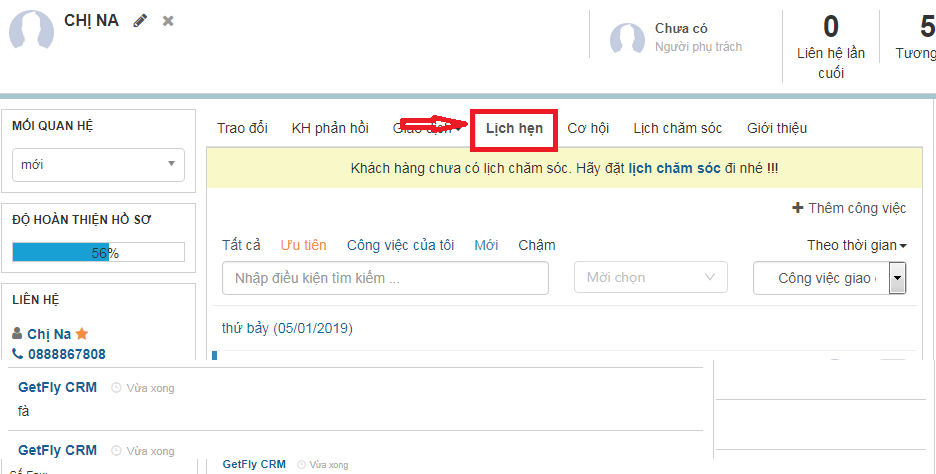 CHỊ NA
Chưa có
Người phụ trách
0
Liên hệ lần
cuối
5
Tương
MỐI QUAN HỆ
mới
ĐỘ HOÀN THIỆN HỒ SƠ
56%
LIÊN HỆ
Chị Na
0888867808
Trao đổi KH phản hồi Giao dịch Lịch hẹn Cơ hội Lịch chăm sóc Giới thiệu
Khách hàng chưa có lịch chăm sóc. Hãy đặt lịch chăm sóc đi nhé !!!
Thêm công việc
Tất cả Ưu tiên Công việc của tôi Mới Chậm Theo thời gian
Nhập điều kiện tìm kiếm ... Mời chọn Công việc giao
thứ bảy (05/01/2019)
GetFly CRM Vừa xong
fà
GetFly CRM Vừa xong
GetFly CRM Vừa xong